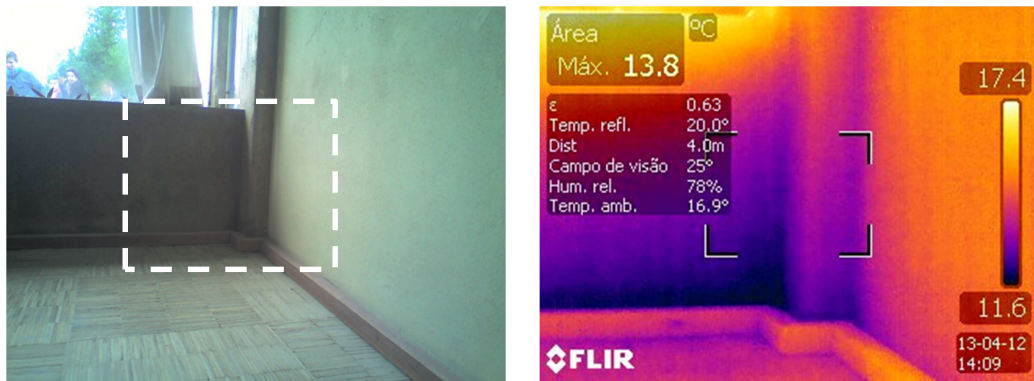 Área
°C
Máx. 13.8
17.4
ε 0.63
Temp. refl. 20.0°
Dist 4.0m
Campo de visão 25°
Hum. rel. 78%
Temp. amb. 16.9°
11.6
13-04-12
14:09
FLIR